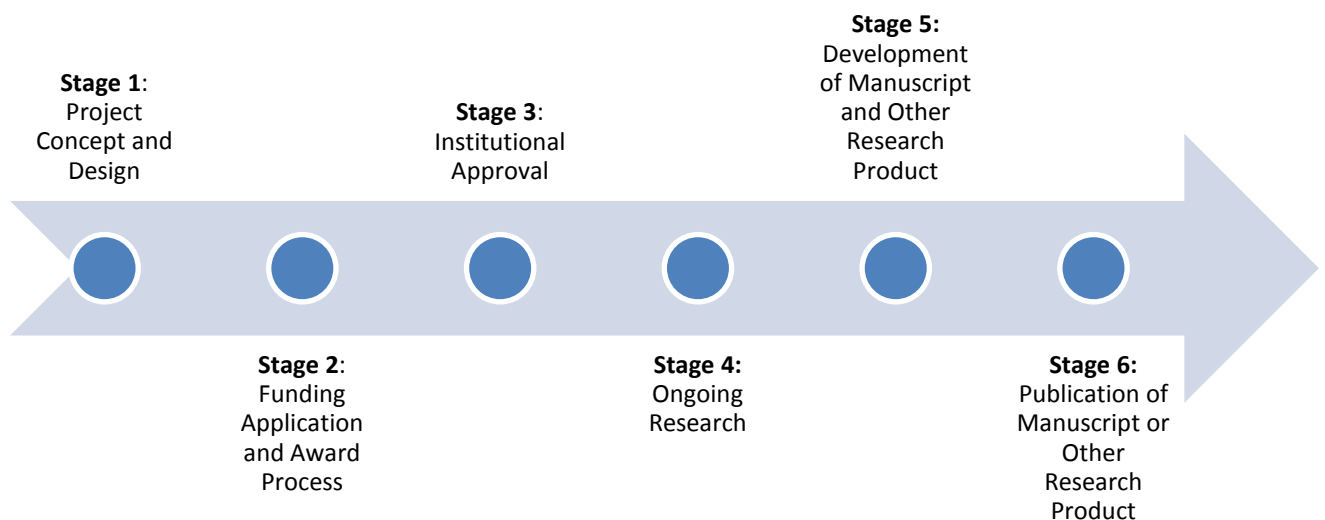 Stage 1:
Project
Concept and
Design
Stage 2:
Funding
Application
and Award
Process
Stage 3:
Institutional
Approval
Stage 4:
Ongoing
Research
Stage 5:
Development
of Manuscript
and Other
Research
Product
Stage 6:
Publication of
Manuscript or
Other
Research
Product